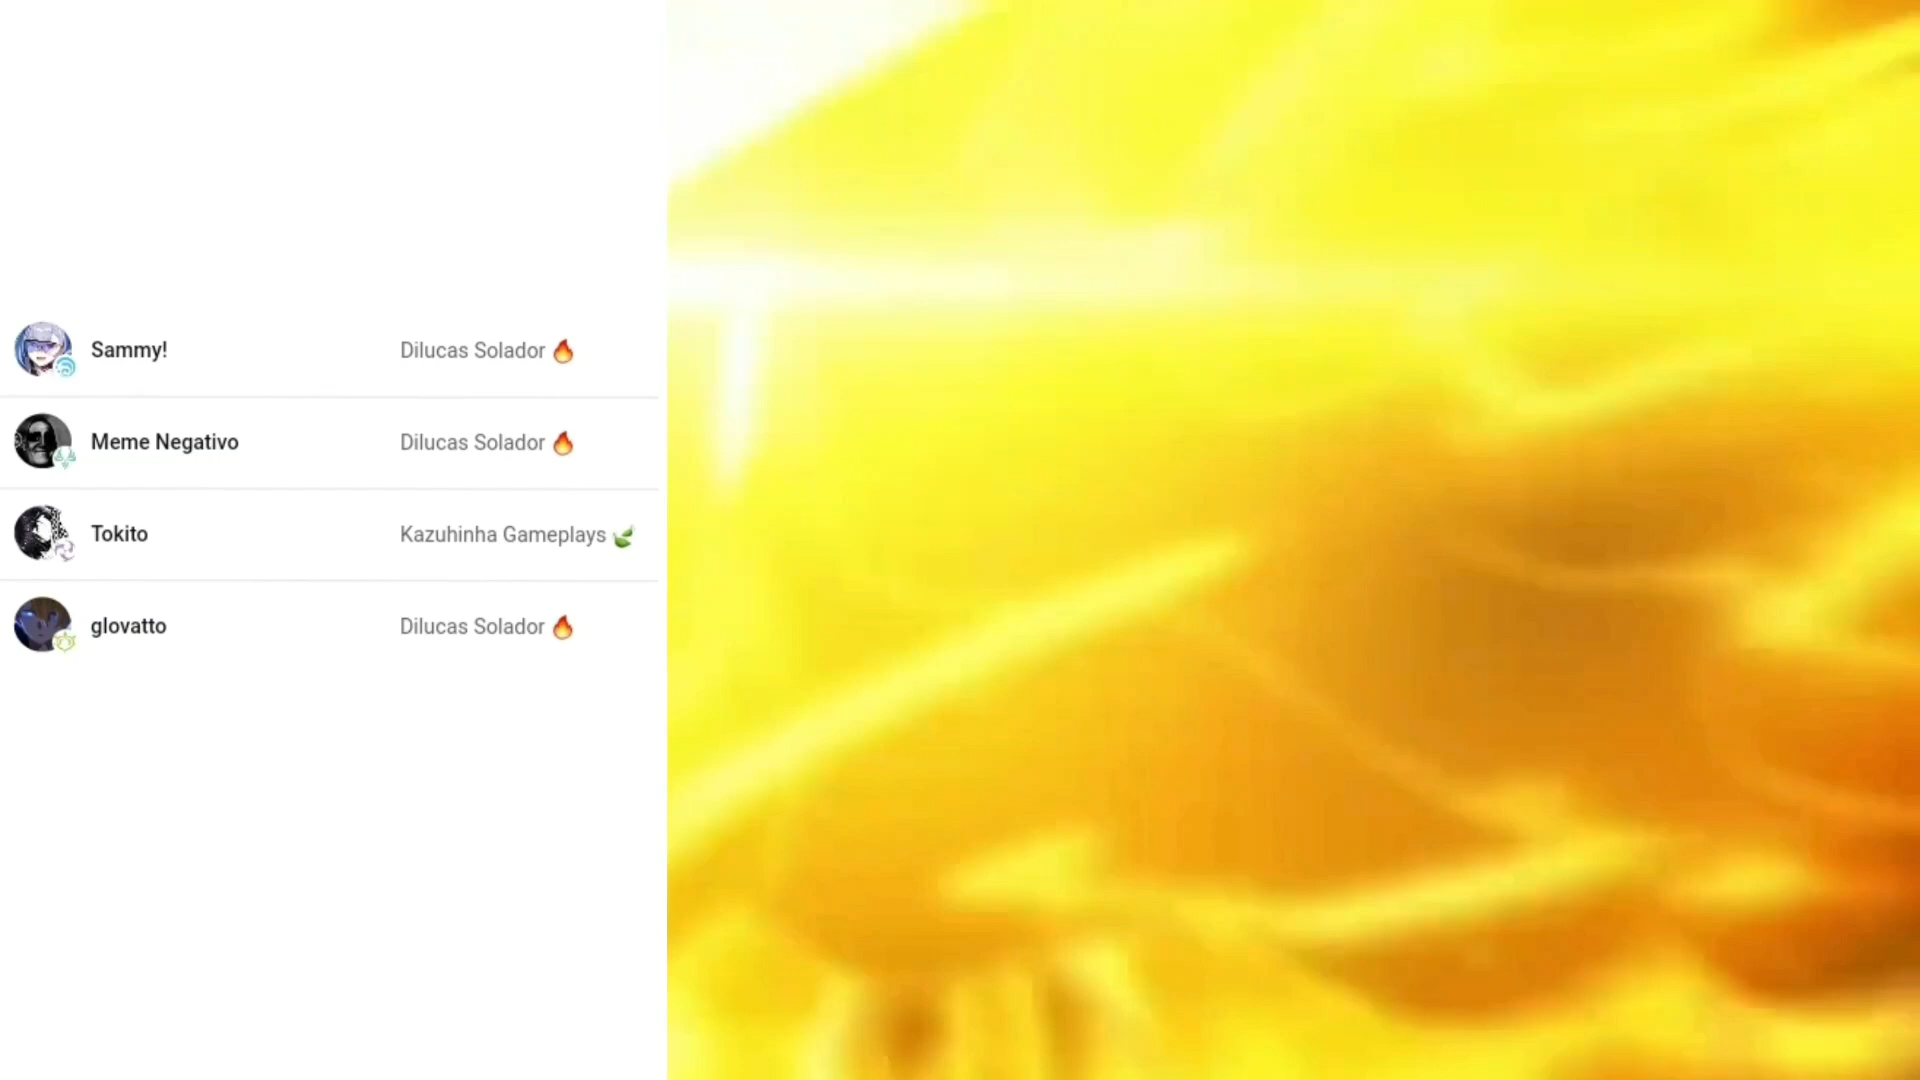 Sammy! Dilucas Solador 🔥
Meme Negativo Dilucas Solador 🔥
Tokito Kazuhinha Gameplays 🍃
glovatto Dilucas Solador 🔥